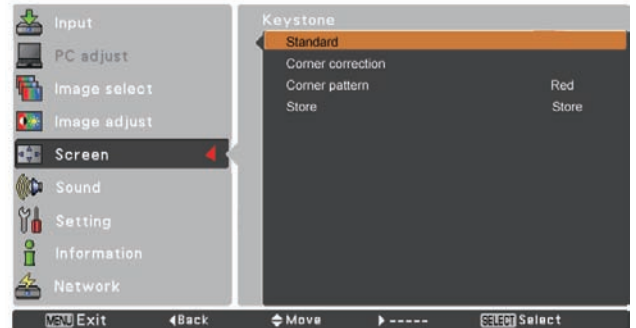 Input
PC adjust
Image select
Image adjust
Screen
Sound
Setting
Information
Network
Keystone
Standard
Corner correction
Corner pattern Red
Store Store
MENU Exit Back Move ----- SELECT Select